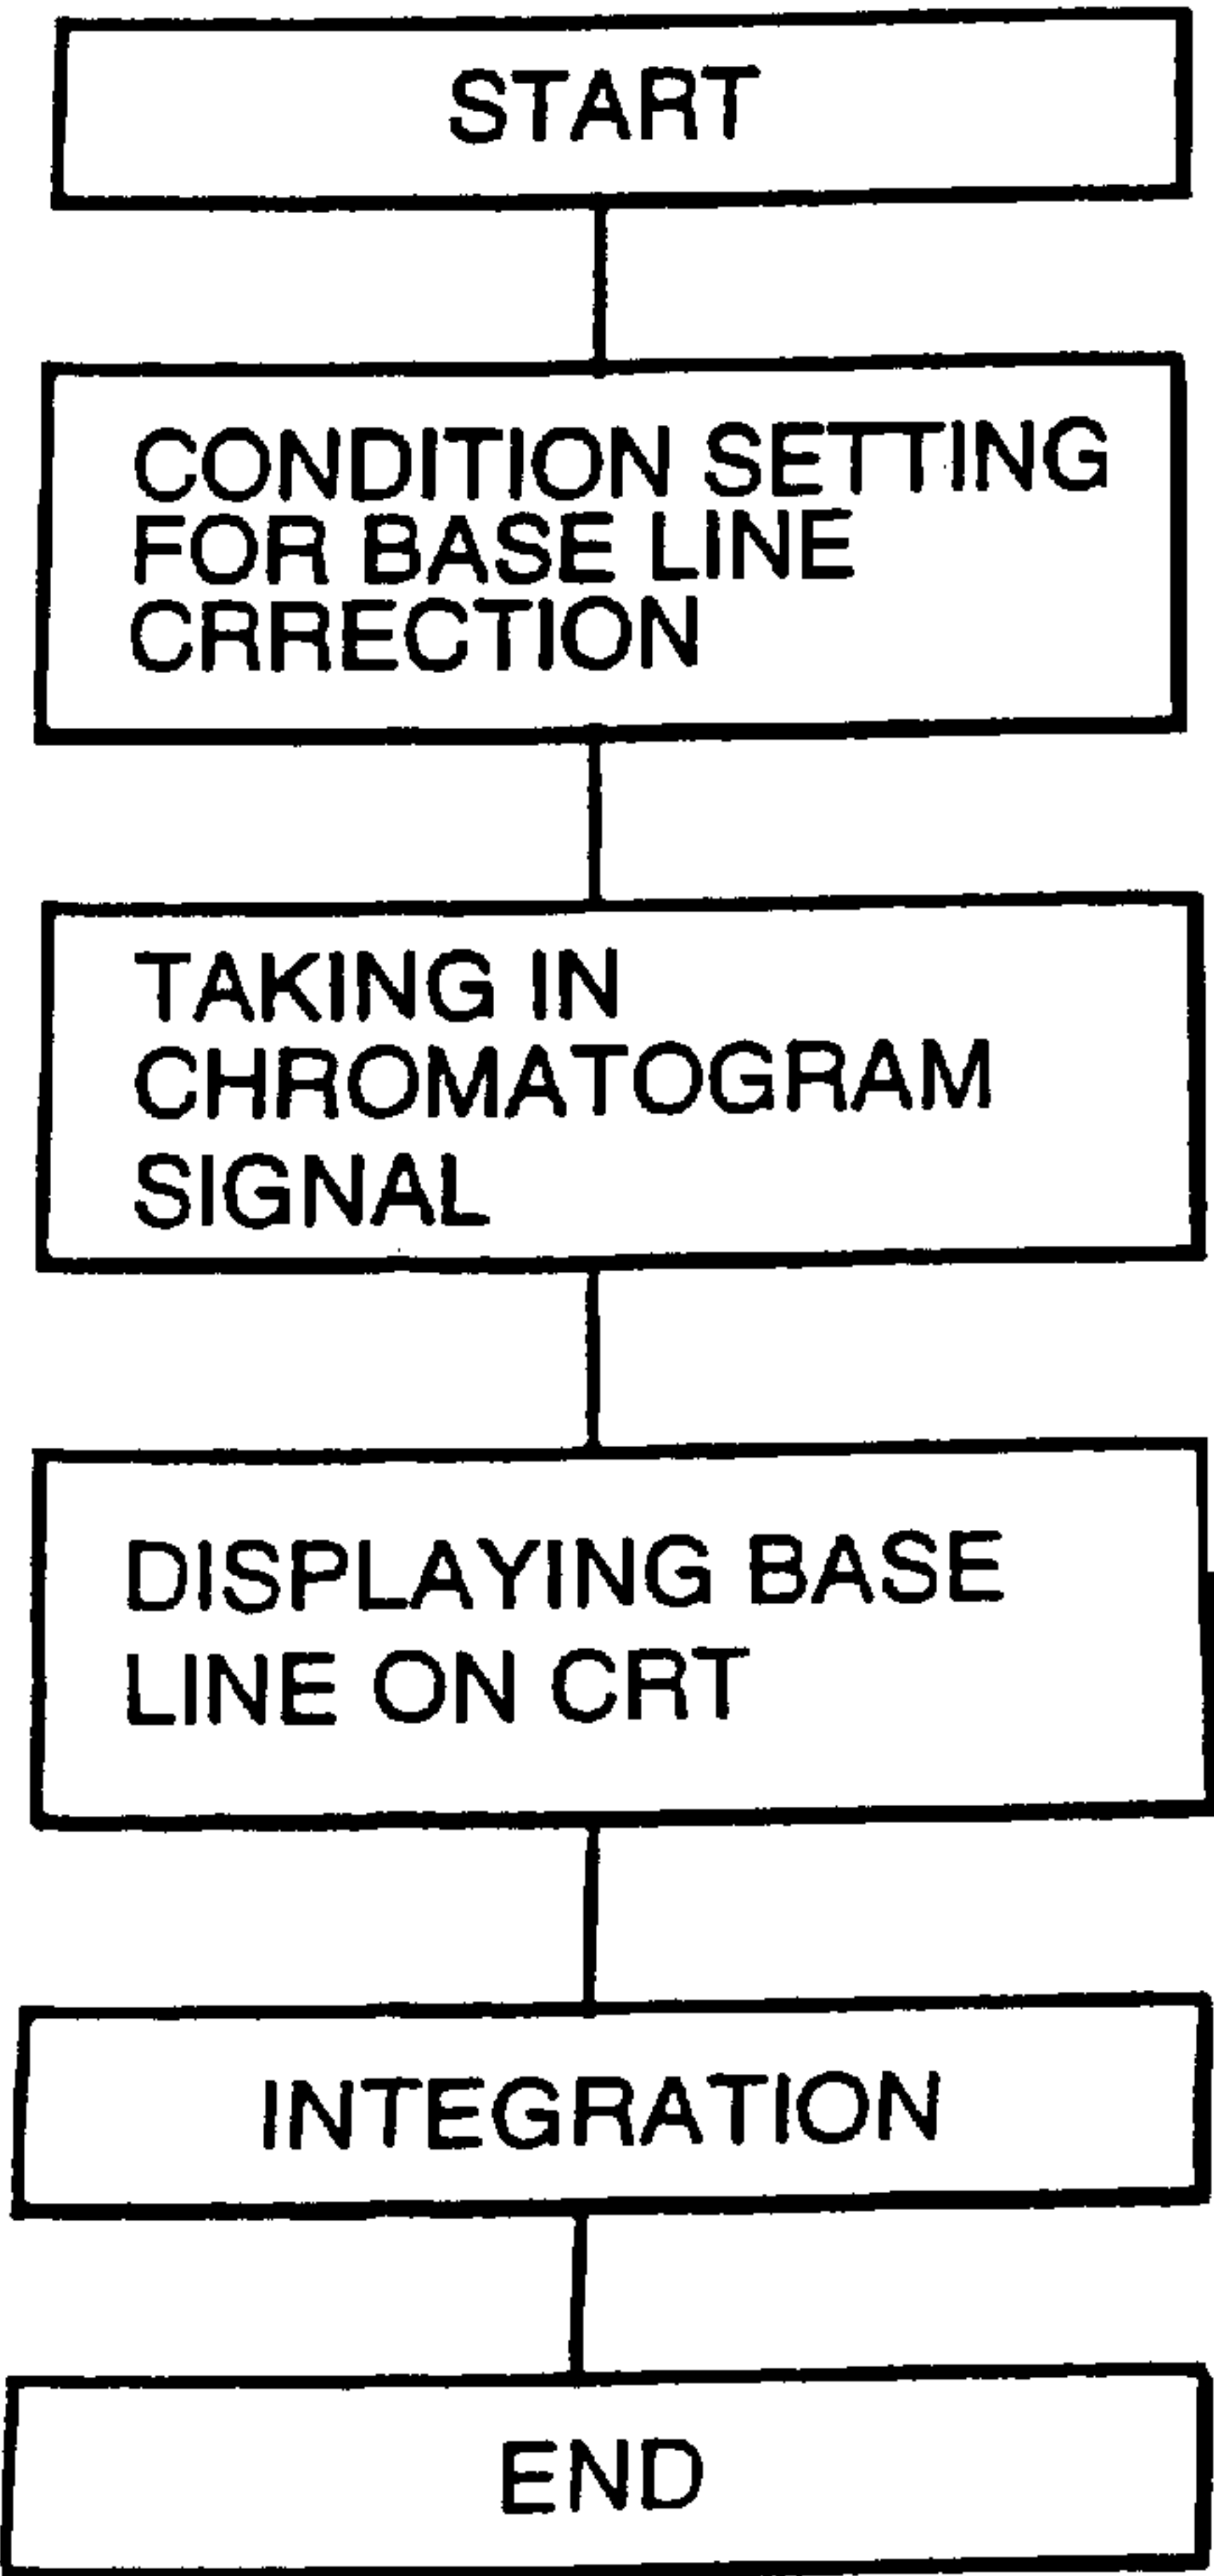 START
CONDITION SETTING
FOR BASE LINE
CRRECTION
TAKING IN
CHROMATOGRAM
SIGNAL
DISPLAYING BASE
LINE ON CRT
INTEGRATION
END